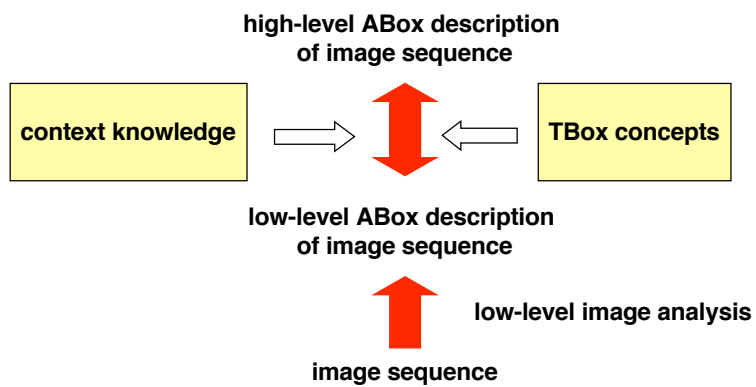 high-level ABox description
of image sequence
context knowledge
TBox concepts
low-level ABox description
of image sequence
low-level image analysis
image sequence